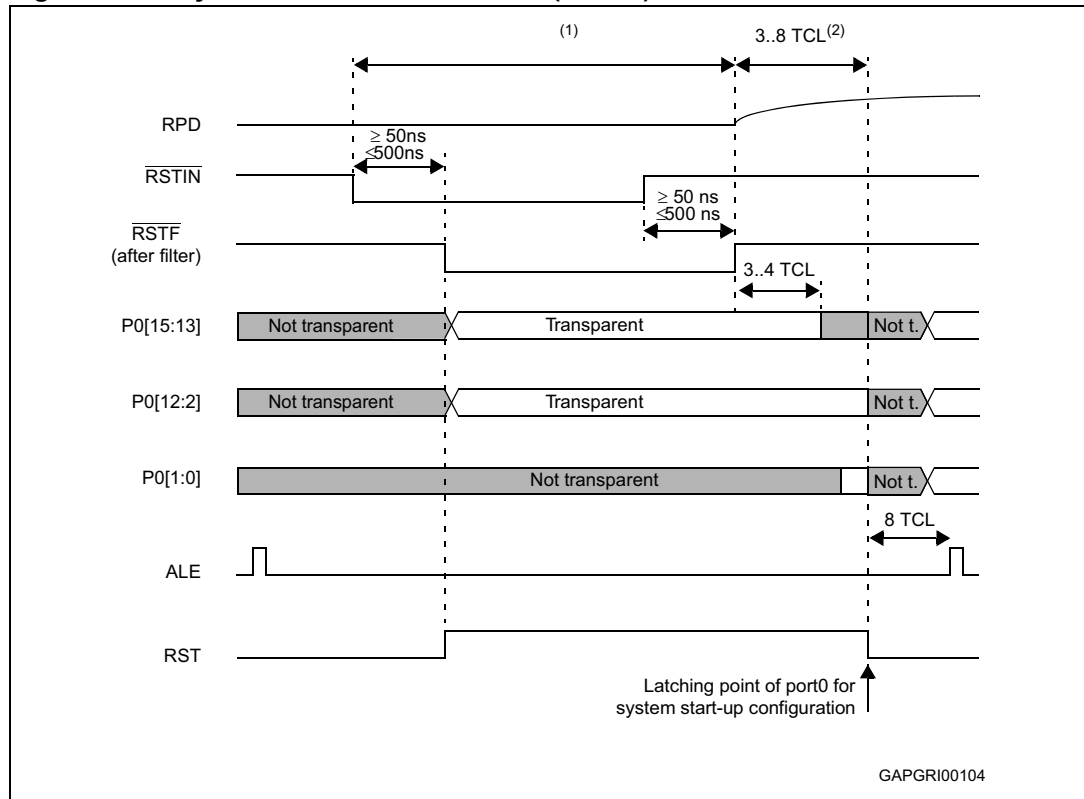 (1)
3..8 TCL(2)
RPD
≥ 50ns
≤500ns
RSTIN
≥ 50 ns
≤500 ns
RSTF
(after filter)
3..4 TCL
P0[15:13]
Not transparent
Transparent
Not t.
P0[12:2]
Not transparent
Transparent
Not t.
P0[1:0]
Not transparent
Not t.
8 TCL
ALE
RST
Latching point of port0 for
system start-up configuration
GAPGRI00104